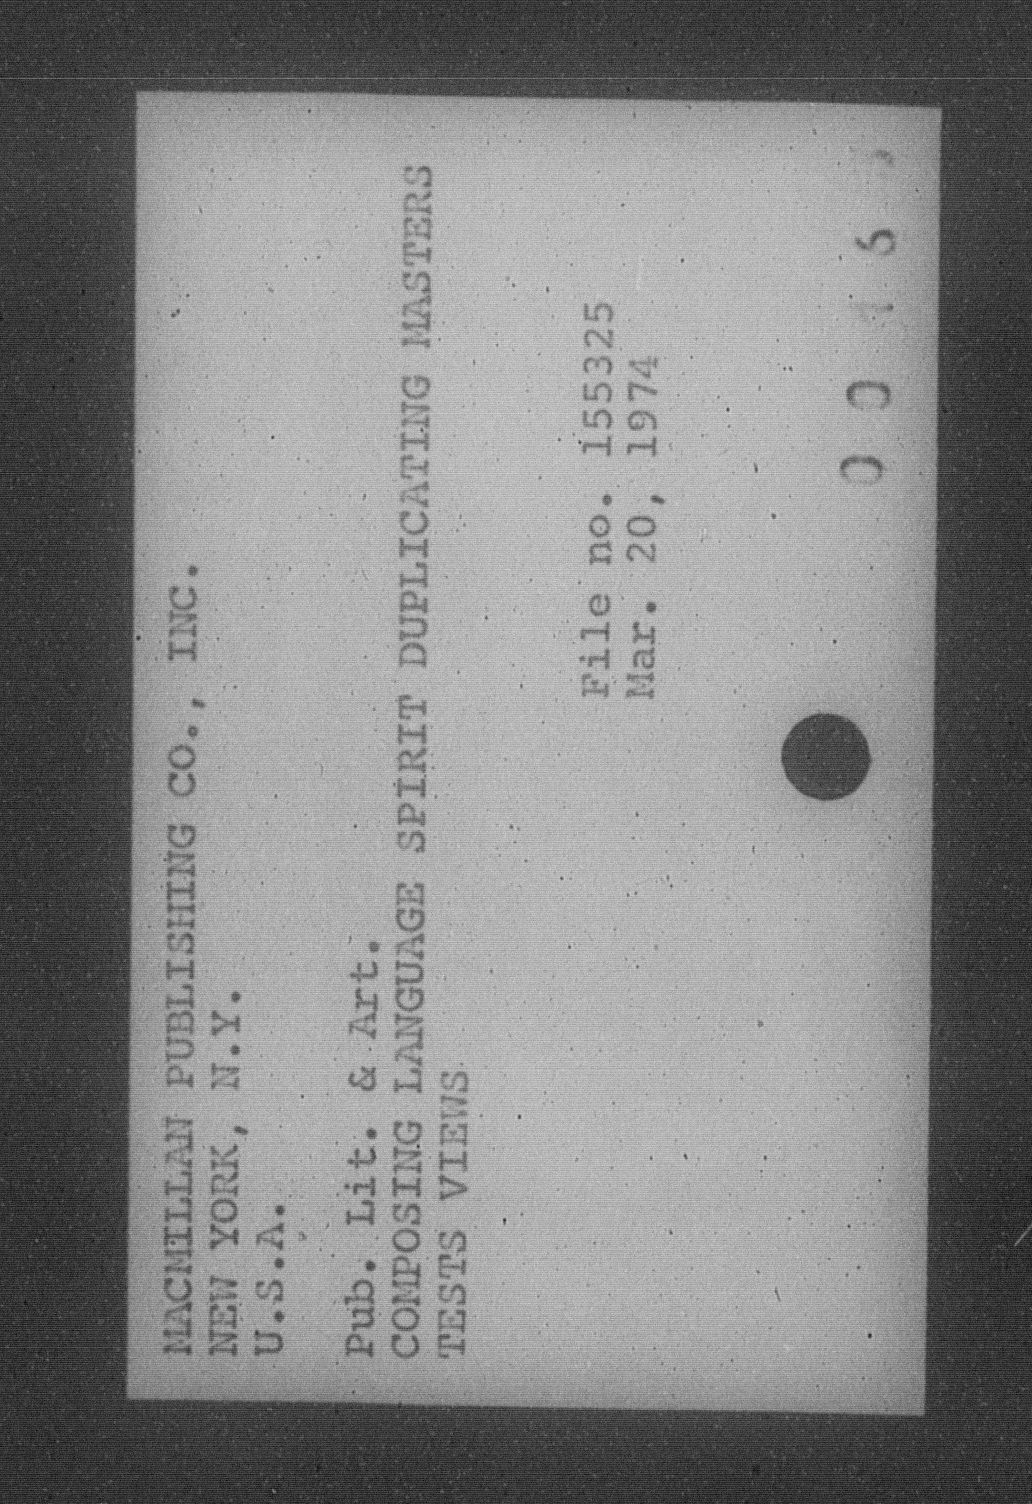 MACMILLAN PUBLISHING CO., INC.
NEW YORK, N.Y.
U.S.A.
Pub. Lit. & Art.
COMPOSING LANGUAGE SPIRIT DUPLICATING MASTERS
TESTS VIEWS
File no. 155325
Mar. 20, 1974